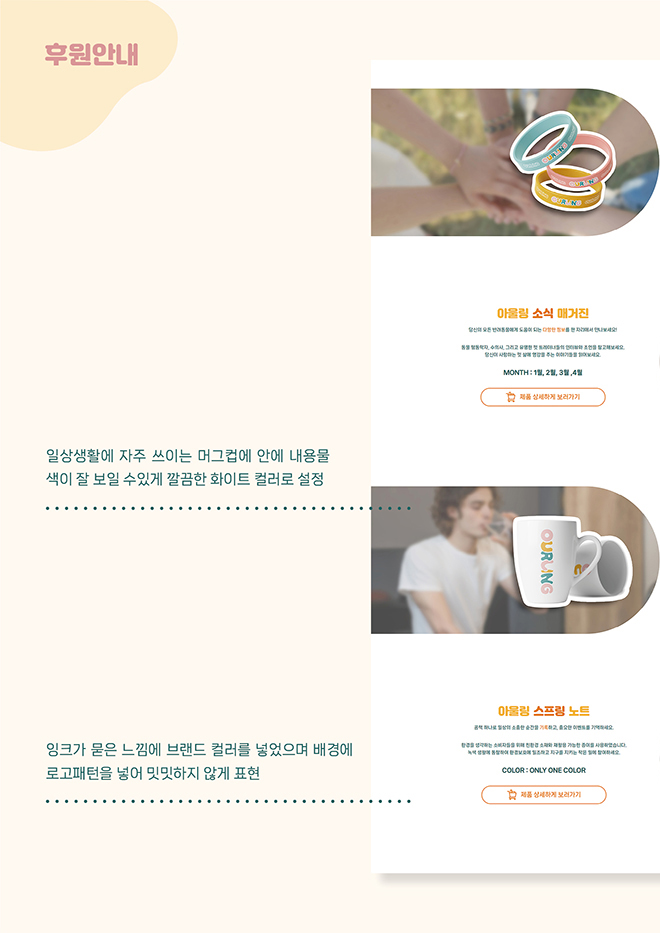 후원안내
OURLING
OURLING
OURLING
아울링 소식 매거진
당신의 모든 반려동물에게 도움이 되는 다양한 정보를 한 자리에서 만나보세요!
동물 행동학자, 수의사, 그리고 유명한 펫 트레이너들의 인터뷰와 조언을 참고해보세요.
당신이 사랑하는 펫 삶에 영감을 주는 이야기들을 읽어보세요.
MONTH : 1월, 2월, 3월 ,4월
제품 상세하게 보러가기
일상생활에 자주 쓰이는 머그컵에 안에 내용물
색이 잘 보일 수있게 깔끔한 화이트 컬러로 설정
OURLING
아울링 스프링 노트
공책 하나로 일상의 소중한 순간을 기록하고, 중요한 이벤트를 기억하세요.
환경을 생각하는 소비자들을 위해 친환경 소재와 재활용 가능한 종이를 사용하였습니다.
녹색 성장에 동참하여 환경보호에 일조하고 지구를 지키는 작은 일에 참여하세요.
COLOR : ONLY ONE COLOR
제품 상세하게 보러가기
잉크가 묻은 느낌에 브랜드 컬러를 넣었으며 배경에
로고패턴을 넣어 밋밋하지 않게 표현